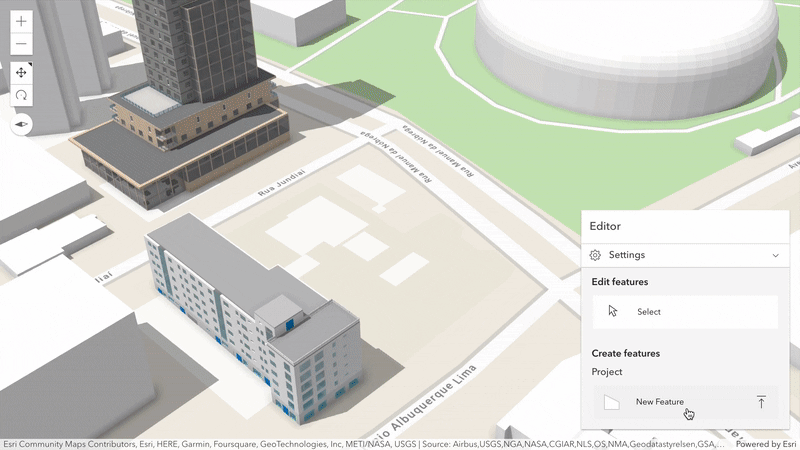 Rua Manuel da Nóbrega
Rua Manuel da Nóbrega
Rua Jundiaí
iaí
cio Albuquerque Lima
Editor
Settings
Edit features
Select
Create features
Project
New Feature
Esri Community Maps Contributors, Esri, HERE, Garmin, Foursquare, GeoTechnologies, Inc, METI/NASA, USGS | Source: Airbus,USGS,NGA,NASA,CGIAR,NLS,OS,NMA,Geodatastyrelsen,GSA,...
Powered by Esri